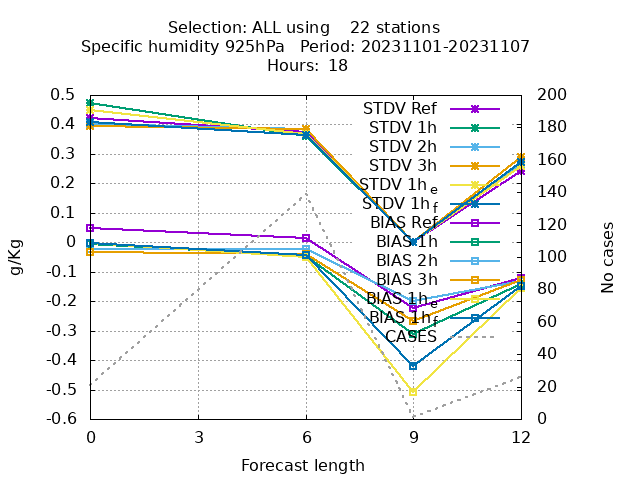 Selection: ALL using 22 stations
Specific humidity 925hPa Period: 20231101-20231107
Hours: 18
0.5
0.4
0.3
0.2
0.1
0
-0.1
-0.2
-0.3
-0.4
-0.5
-0.6
g/Kg
STDV Ref
STDV 1h
STDV 2h
STDV 3h
STDV 1h e
STDV 1h f
BIAS Ref
BIAS 1h
BIAS 2h
BIAS 3h
BIAS 1h e
BIAS 1h f
CASES
200
180
160
140
120
100
80
60
40
20
0
No cases
0 3 6 9 12
Forecast length